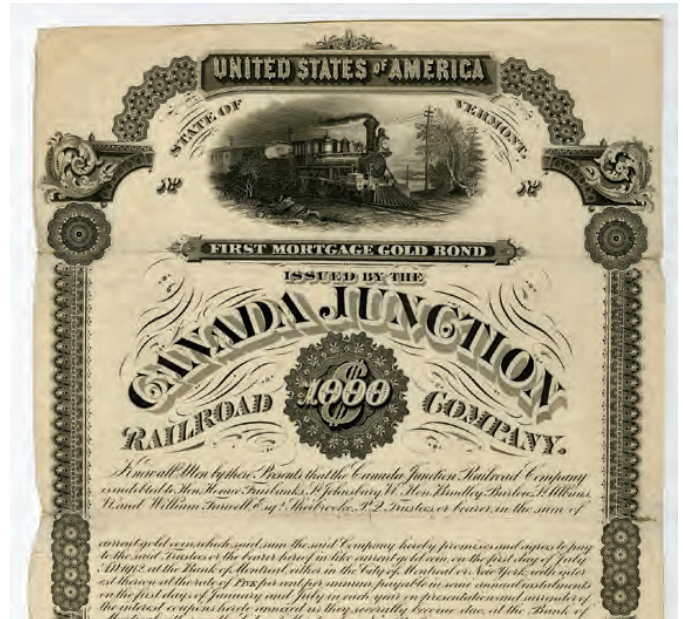 UNITED STATES OF AMERICA
STATE OF VERMONT.
No No
FIRST MORTGAGE GOLD BOND
ISSUED BY THE
CANADA JUNCTION
$1000
RAILROAD COMPANY.
Know all Men by these Presents that the Canada Junction Railroad Company
is indebted to Hon. Horace Fairbanks, St. Johnsbury, Vt. Hon. Bradley Barlow, St. Albans,
Vt. and William Farwell, Esqr. Sherbrooke, P.Q. Trustees or bearer, in the sum of
current gold coin, which said sum the said Company hereby promises and agrees to pay
to the said Trustees or the bearer hereof in like current gold coin, on the first day of July
AD 1912, at the Bank of Montreal either in the City of Montreal or New York, with inter
est thereon at the rate of Five per cent per annum payable in semi annual instalments
on the first days of January and July in each year on presentation and surrender of
the interest coupons hereto annexed as they severally become due, at the Bank of